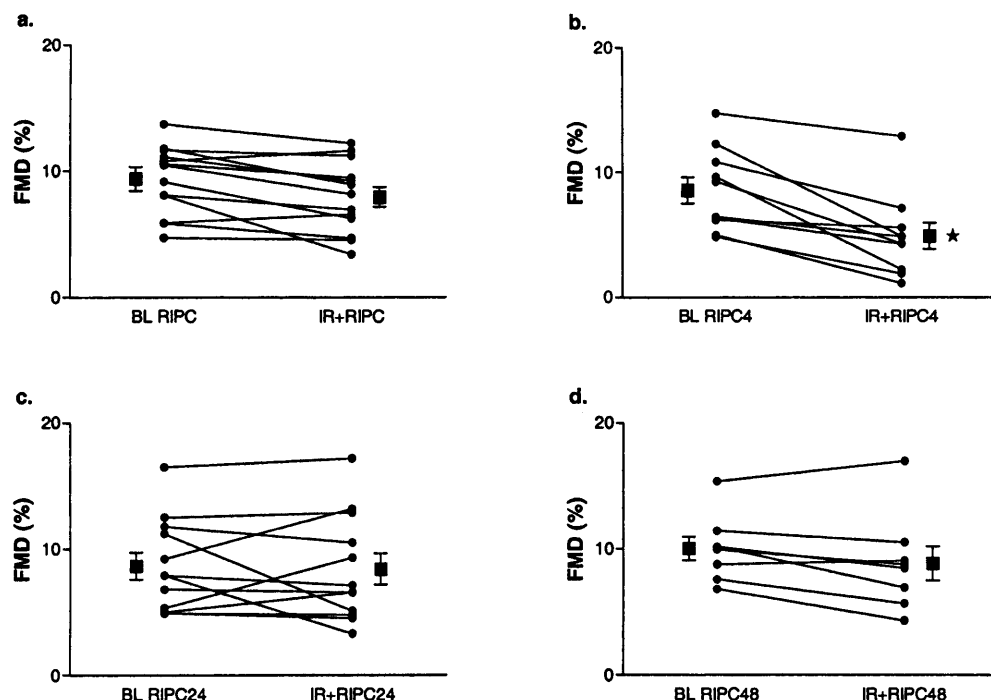 a.
20
10
0
FMD (%)
BL RIPC
IR+RIPC
b.
20
10
0
FMD (%)
BL RIPC4
IR+RIPC4
c.
20
10
0
FMD (%)
BL RIPC24
IR+RIPC24
d.
20
10
0
FMD (%)
BL RIPC48
IR+RIPC48